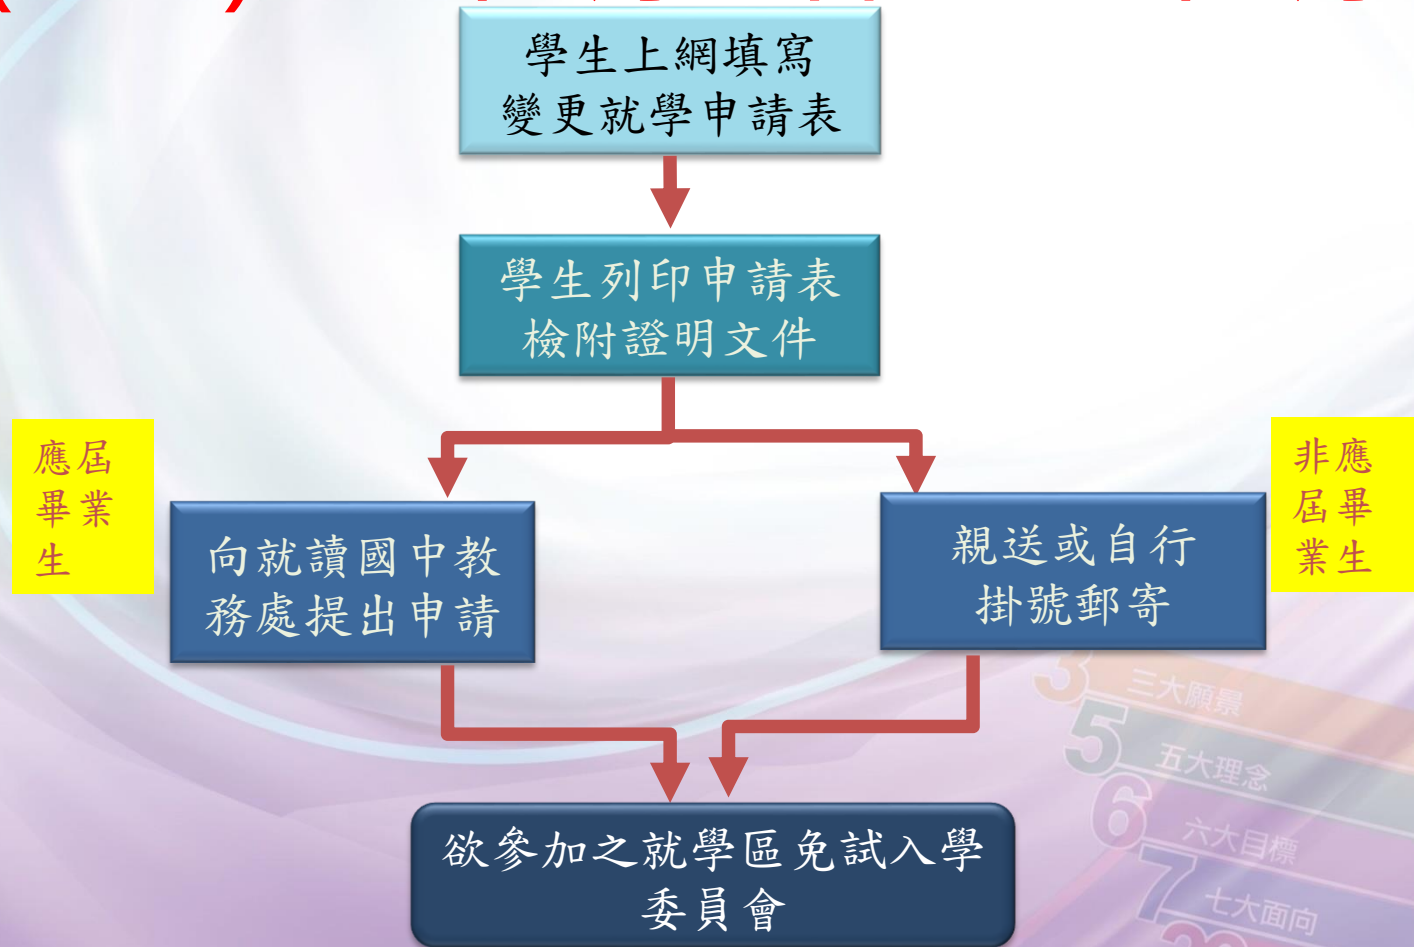 學生上網填寫
變更就學申請表
學生列印申請表
檢附證明文件
應屆
畢業
生
向就讀國中教
務處提出申請
親送或自行
掛號郵寄
非應
屆畢
業生
3 三大願景
5 五大理念
6 六大目標
7 七大面向
欲參加之就學區免試入學
委員會